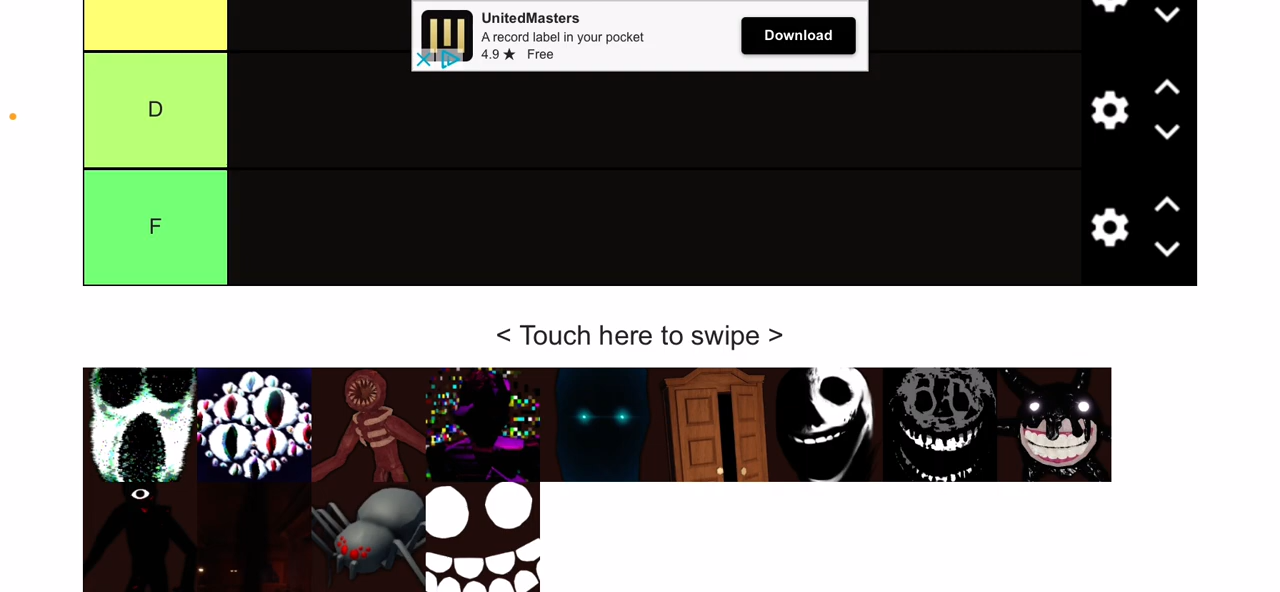 UnitedMasters
A record label in your pocket
4.9 ★ Free
Download
D
F
< Touch here to swipe >